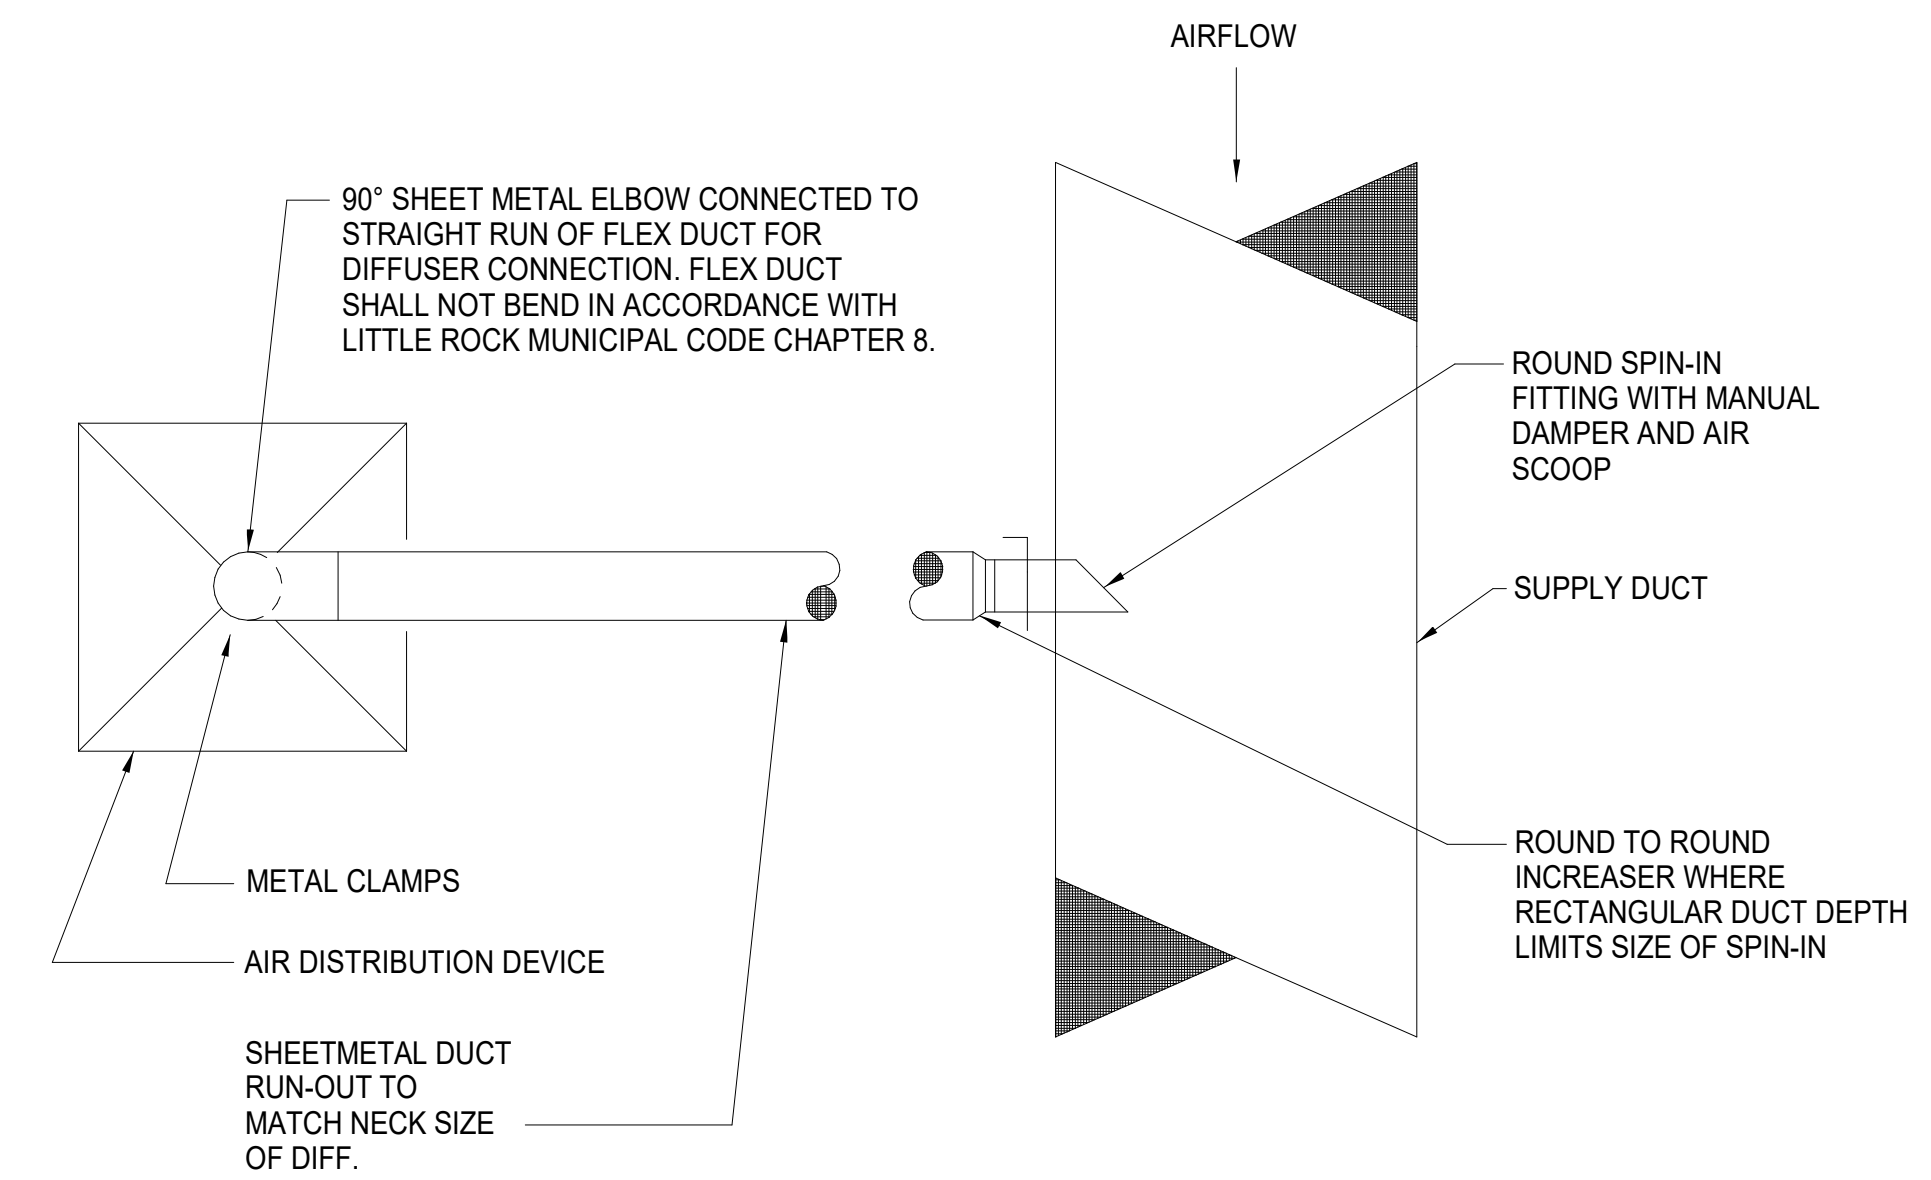 AIRFLOW
90° SHEET METAL ELBOW CONNECTED TO
STRAIGHT RUN OF FLEX DUCT FOR
DIFFUSER CONNECTION. FLEX DUCT
SHALL NOT BEND IN ACCORDANCE WITH
LITTLE ROCK MUNICIPAL CODE CHAPTER 8.
ROUND SPIN-IN
FITTING WITH MANUAL
DAMPER AND AIR
SCOOP
SUPPLY DUCT
ROUND TO ROUND
INCREASER WHERE
RECTANGULAR DUCT DEPTH
LIMITS SIZE OF SPIN-IN
METAL CLAMPS
AIR DISTRIBUTION DEVICE
SHEETMETAL DUCT
RUN-OUT TO
MATCH NECK SIZE
OF DIFF.